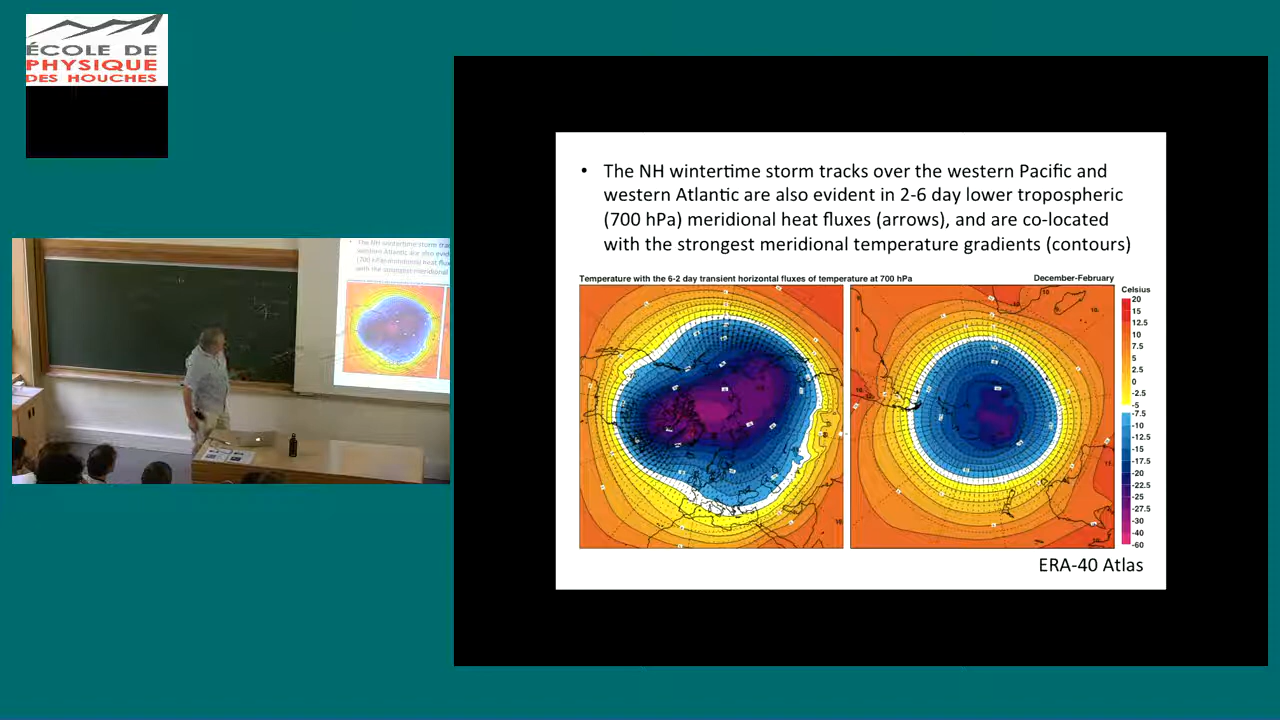 ÉCOLE DE
PHYSIQUE
DES HOUCHES
• The NH wintertime storm tracks over the western Pacific and
western Atlantic are also evident in 2-6 day lower tropospheric
(700 hPa) meridional heat fluxes (arrows), and are co-located
with the strongest meridional temperature gradients (contours)
Temperature with the 6-2 day transient horizontal fluxes of temperature at 700 hPa
December-February
Celsius
20
15
12.5
10
7.5
5
2.5
0
-2.5
-5
-7.5
-10
-12.5
-15
-17.5
-20
-22.5
-25
-27.5
-30
-40
-60
ERA-40 Atlas